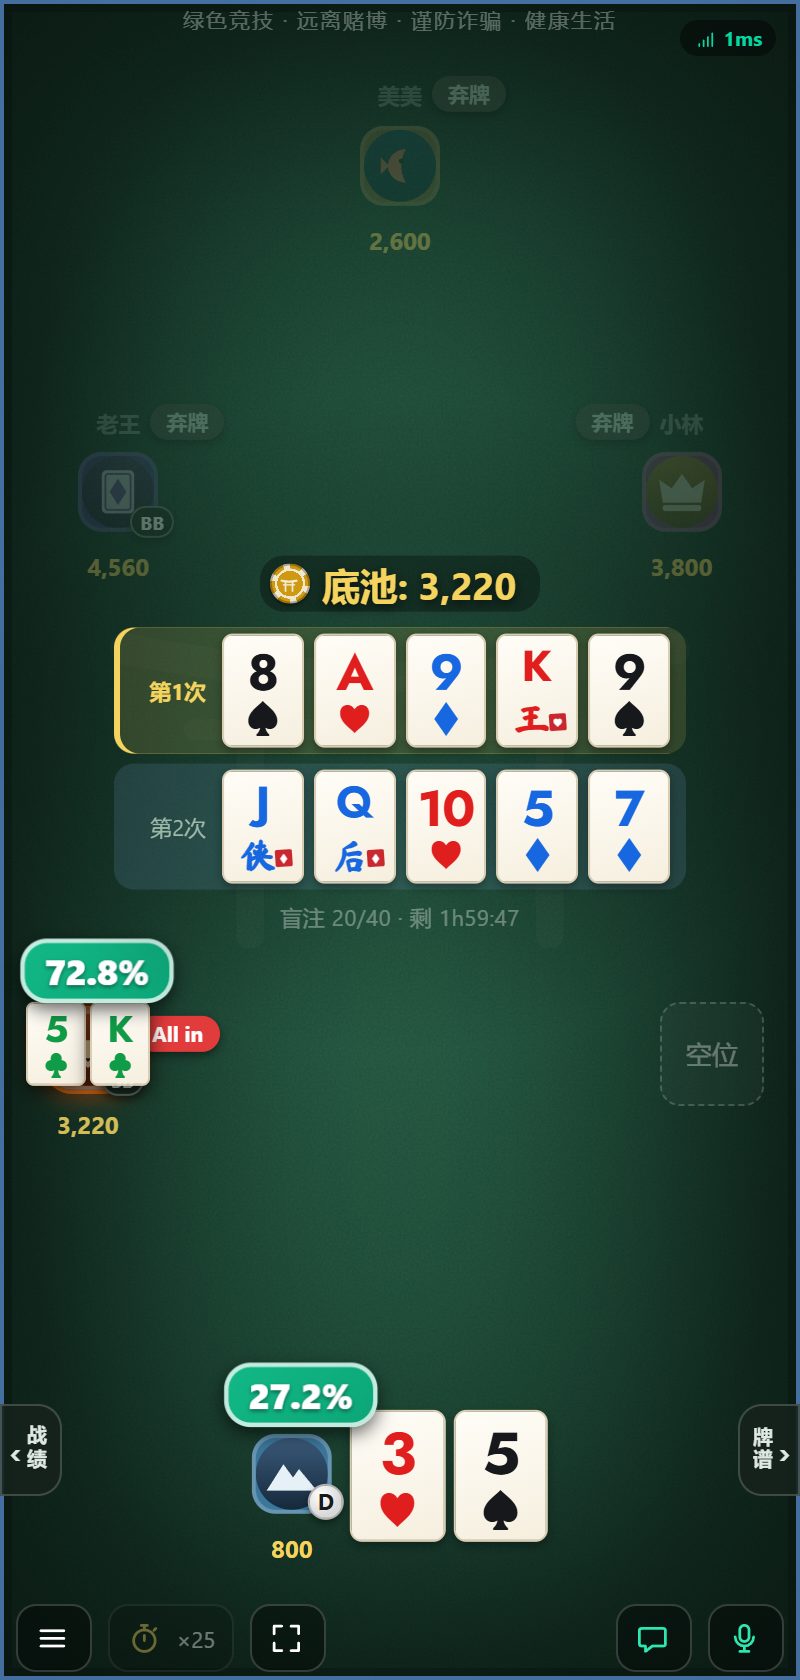 绿色竞技 · 远离赌博 · 谨防诈骗 · 健康生活
1ms
美美 弃牌
2,600
老王 弃牌
弃牌 小林
BB
4,560
3,800
底池: 3,220
第1次 8 A 9 K 王 9
第2次 J 侠 Q 后 10 5 7
盲注 20/40 · 剩 1h59:47
72.8%
5 K All in
空位
3,220
27.2%
战绩
牌谱
3 5
D
800
×25